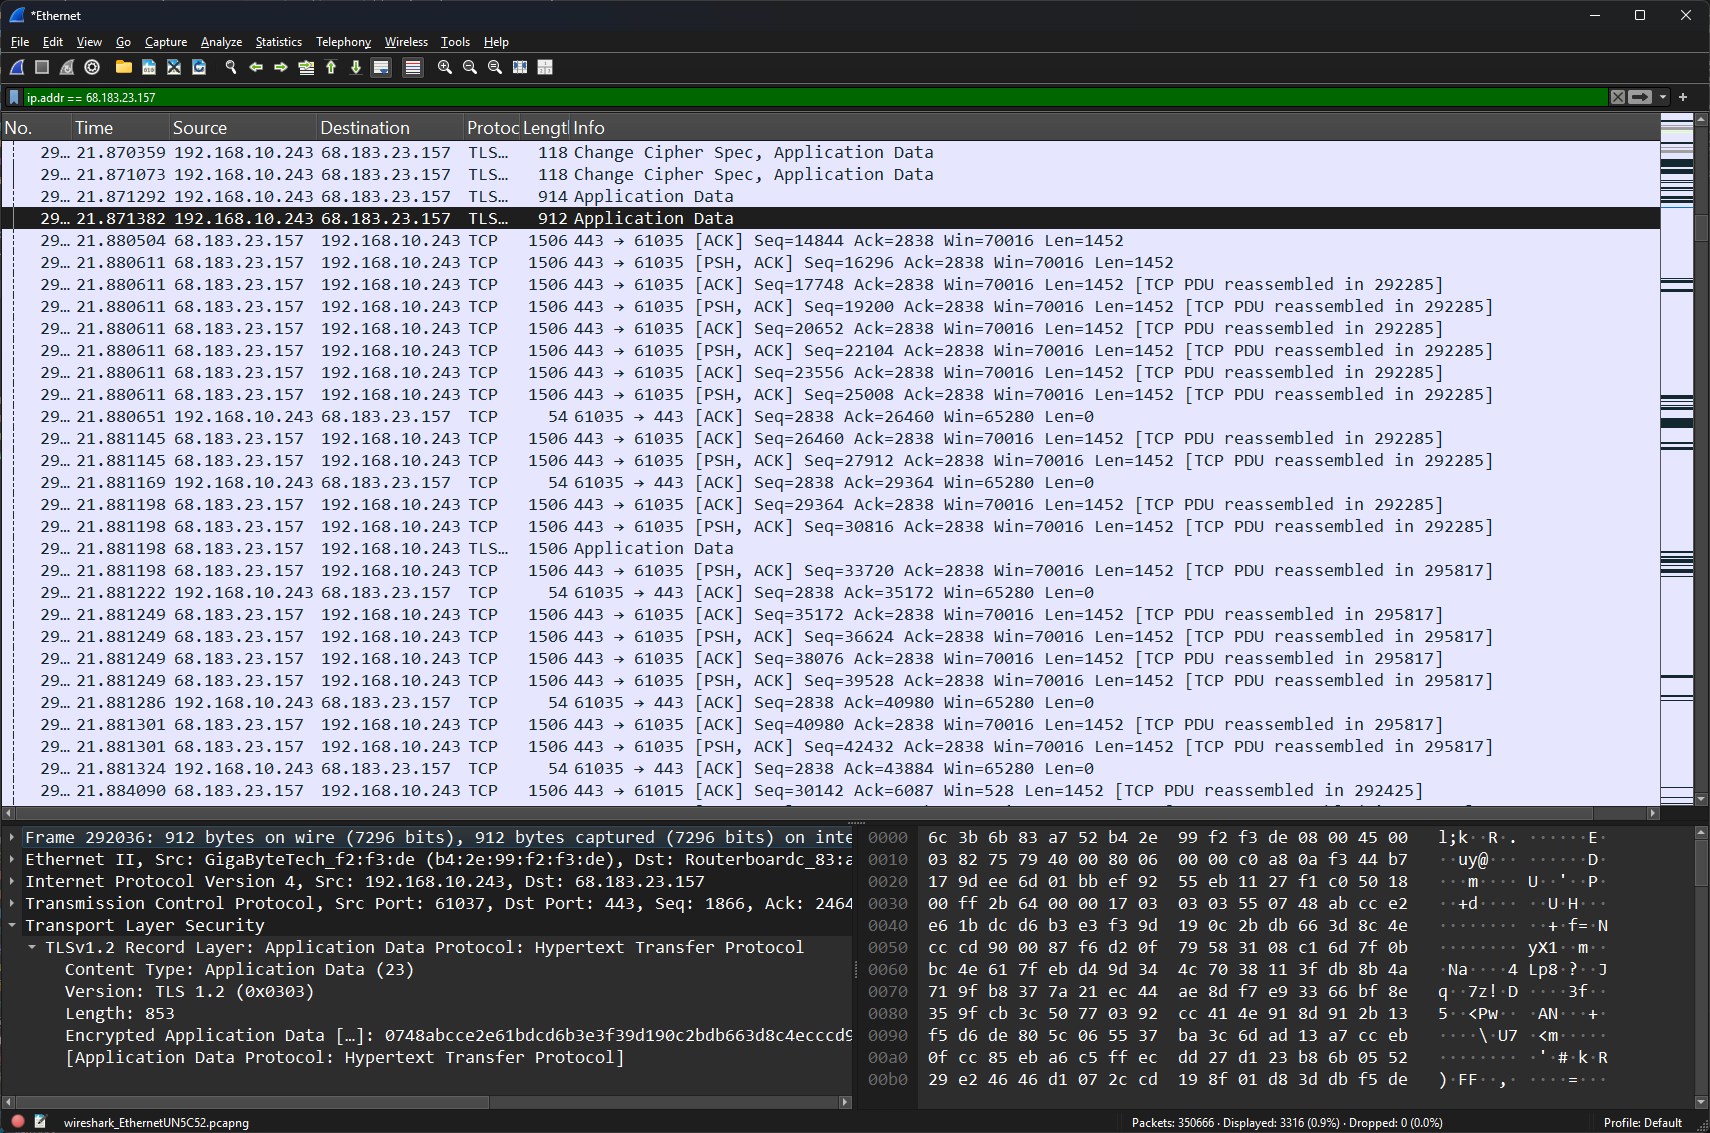 *Ethernet
File Edit View Go Capture Analyze Statistics Telephony Wireless Tools Help
ip.addr == 68.183.23.157
No. Time Source Destination Protoc Lengtl Info
29… 21.870359 192.168.10.243 68.183.23.157 TLS… 118 Change Cipher Spec, Application Data
29… 21.871073 192.168.10.243 68.183.23.157 TLS… 118 Change Cipher Spec, Application Data
29… 21.871292 192.168.10.243 68.183.23.157 TLS… 914 Application Data
29… 21.871382 192.168.10.243 68.183.23.157 TLS… 912 Application Data
29… 21.880504 68.183.23.157 192.168.10.243 TCP 1506 443 → 61035 [ACK] Seq=14844 Ack=2838 Win=70016 Len=1452
29… 21.880611 68.183.23.157 192.168.10.243 TCP 1506 443 → 61035 [PSH, ACK] Seq=16296 Ack=2838 Win=70016 Len=1452
29… 21.880611 68.183.23.157 192.168.10.243 TCP 1506 443 → 61035 [ACK] Seq=17748 Ack=2838 Win=70016 Len=1452 [TCP PDU reassembled in 292285]
29… 21.880611 68.183.23.157 192.168.10.243 TCP 1506 443 → 61035 [PSH, ACK] Seq=19200 Ack=2838 Win=70016 Len=1452 [TCP PDU reassembled in 292285]
29… 21.880611 68.183.23.157 192.168.10.243 TCP 1506 443 → 61035 [ACK] Seq=20652 Ack=2838 Win=70016 Len=1452 [TCP PDU reassembled in 292285]
29… 21.880611 68.183.23.157 192.168.10.243 TCP 1506 443 → 61035 [PSH, ACK] Seq=22104 Ack=2838 Win=70016 Len=1452 [TCP PDU reassembled in 292285]
29… 21.880611 68.183.23.157 192.168.10.243 TCP 1506 443 → 61035 [ACK] Seq=23556 Ack=2838 Win=70016 Len=1452 [TCP PDU reassembled in 292285]
29… 21.880611 68.183.23.157 192.168.10.243 TCP 1506 443 → 61035 [PSH, ACK] Seq=25008 Ack=2838 Win=70016 Len=1452 [TCP PDU reassembled in 292285]
29… 21.880651 192.168.10.243 68.183.23.157 TCP 54 61035 → 443 [ACK] Seq=2838 Ack=26460 Win=65280 Len=0
29… 21.881145 68.183.23.157 192.168.10.243 TCP 1506 443 → 61035 [ACK] Seq=26460 Ack=2838 Win=70016 Len=1452 [TCP PDU reassembled in 292285]
29… 21.881145 68.183.23.157 192.168.10.243 TCP 1506 443 → 61035 [PSH, ACK] Seq=27912 Ack=2838 Win=70016 Len=1452 [TCP PDU reassembled in 292285]
29… 21.881169 192.168.10.243 68.183.23.157 TCP 54 61035 → 443 [ACK] Seq=2838 Ack=29364 Win=65280 Len=0
29… 21.881198 68.183.23.157 192.168.10.243 TCP 1506 443 → 61035 [ACK] Seq=29364 Ack=2838 Win=70016 Len=1452 [TCP PDU reassembled in 292285]
29… 21.881198 68.183.23.157 192.168.10.243 TCP 1506 443 → 61035 [PSH, ACK] Seq=30816 Ack=2838 Win=70016 Len=1452 [TCP PDU reassembled in 292285]
29… 21.881198 68.183.23.157 192.168.10.243 TLS… 1506 Application Data
29… 21.881198 68.183.23.157 192.168.10.243 TCP 1506 443 → 61035 [PSH, ACK] Seq=33720 Ack=2838 Win=70016 Len=1452 [TCP PDU reassembled in 295817]
29… 21.881222 192.168.10.243 68.183.23.157 TCP 54 61035 → 443 [ACK] Seq=2838 Ack=35172 Win=65280 Len=0
29… 21.881249 68.183.23.157 192.168.10.243 TCP 1506 443 → 61035 [ACK] Seq=35172 Ack=2838 Win=70016 Len=1452 [TCP PDU reassembled in 295817]
29… 21.881249 68.183.23.157 192.168.10.243 TCP 1506 443 → 61035 [PSH, ACK] Seq=36624 Ack=2838 Win=70016 Len=1452 [TCP PDU reassembled in 295817]
29… 21.881249 68.183.23.157 192.168.10.243 TCP 1506 443 → 61035 [ACK] Seq=38076 Ack=2838 Win=70016 Len=1452 [TCP PDU reassembled in 295817]
29… 21.881249 68.183.23.157 192.168.10.243 TCP 1506 443 → 61035 [PSH, ACK] Seq=39528 Ack=2838 Win=70016 Len=1452 [TCP PDU reassembled in 295817]
29… 21.881286 192.168.10.243 68.183.23.157 TCP 54 61035 → 443 [ACK] Seq=2838 Ack=40980 Win=65280 Len=0
29… 21.881301 68.183.23.157 192.168.10.243 TCP 1506 443 → 61035 [ACK] Seq=40980 Ack=2838 Win=70016 Len=1452 [TCP PDU reassembled in 295817]
29… 21.881301 68.183.23.157 192.168.10.243 TCP 1506 443 → 61035 [PSH, ACK] Seq=42432 Ack=2838 Win=70016 Len=1452 [TCP PDU reassembled in 295817]
29… 21.881324 192.168.10.243 68.183.23.157 TCP 54 61035 → 443 [ACK] Seq=2838 Ack=43884 Win=65280 Len=0
29… 21.884090 68.183.23.157 192.168.10.243 TCP 1506 443 → 61015 [ACK] Seq=30142 Ack=6087 Win=528 Len=1452 [TCP PDU reassembled in 292425]
Frame 292036: 912 bytes on wire (7296 bits), 912 bytes captured (7296 bits) on inte
Ethernet II, Src: GigaByteTech_f2:f3:de (b4:2e:99:f2:f3:de), Dst: Routerboardc_83:a
Internet Protocol Version 4, Src: 192.168.10.243, Dst: 68.183.23.157
Transmission Control Protocol, Src Port: 61037, Dst Port: 443, Seq: 1866, Ack: 2464
Transport Layer Security
TLSv1.2 Record Layer: Application Data Protocol: Hypertext Transfer Protocol
Content Type: Application Data (23)
Version: TLS 1.2 (0x0303)
Length: 853
Encrypted Application Data […]: 0748abcce2e61bdcd6b3e3f39d190c2bdb663d8c4ecccd9
[Application Data Protocol: Hypertext Transfer Protocol]
0000 6c 3b 6b 83 a7 52 b4 2e 99 f2 f3 de 08 00 45 00 l;k··R·. ······E·
0010 03 82 75 79 40 00 80 06 00 00 c0 a8 0a f3 44 b7 ··uy@··· ······D·
0020 17 9d ee 6d 01 bb ef 92 55 eb 11 27 f1 c0 50 18 ···m···· U··'··P·
0030 00 ff 2b 64 00 00 17 03 03 03 55 07 48 ab cc e2 ··+d···· ··U·H···
0040 e6 1b dc d6 b3 e3 f3 9d 19 0c 2b db 66 3d 8c 4e ········ ··+·f=·N
0050 cc cd 90 00 87 f6 d2 0f 79 58 31 08 c1 6d 7f 0b ········ yX1··m··
0060 bc 4e 61 7f eb d4 9d 34 4c 70 38 11 3f db 8b 4a ·Na····4 Lp8·?··J
0070 71 9f b8 37 7a 21 ec 44 ae 8d f7 e9 33 66 bf 8e q··7z!·D ····3f··
0080 35 9f cb 3c 50 77 03 92 cc 41 4e 91 8d 91 2b 13 5··<Pw·· ·AN···+·
0090 f5 d6 de 80 5c 06 55 37 ba 3c 6d ad 13 a7 cc eb ····\·U7 ·<m·····
00a0 0f cc 85 eb a6 c5 ff ec dd 27 d1 23 b8 6b 05 52 ········ ·'·#·k·R
00b0 29 e2 46 46 d1 07 2c cd 19 8f 01 d8 3d db f5 de )·FF··,· ····=···
wireshark_EthernetUN5C52.pcapng Packets: 350666 · Displayed: 3316 (0.9%) · Dropped: 0 (0.0%) Profile: Default